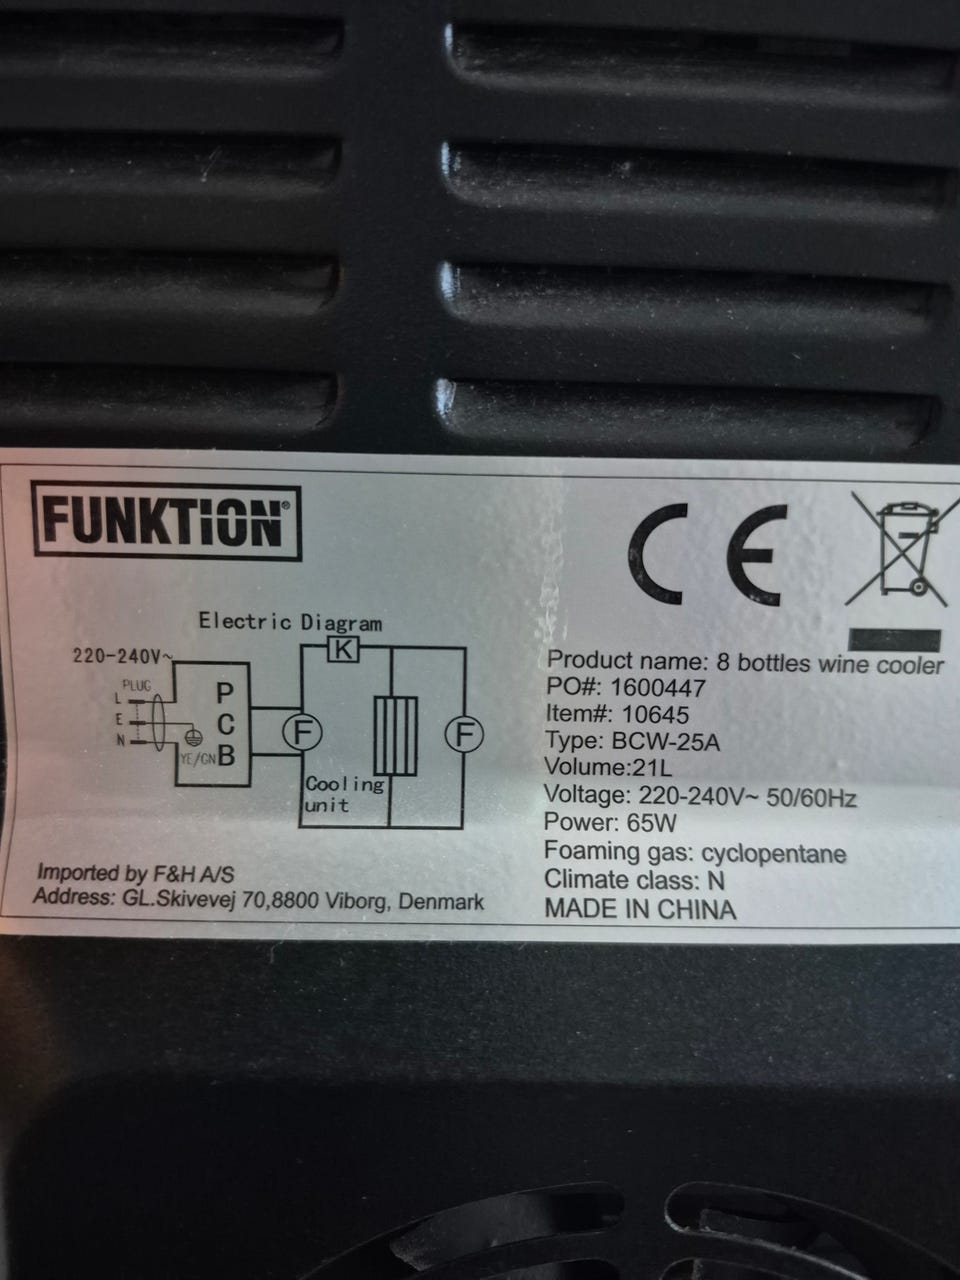 FUNKTION®
Electric Diagram
220-240V~
K
PLUG
L
E
N
YE/GN
P
C
B
F
F
Cooling
unit
Imported by F&H A/S
Address: GL.Skivevej 70,8800 Viborg, Denmark
CE
Product name: 8 bottles wine cooler
PO#: 1600447
Item#: 10645
Type: BCW-25A
Volume:21L
Voltage: 220-240V~ 50/60Hz
Power: 65W
Foaming gas: cyclopentane
Climate class: N
MADE IN CHINA